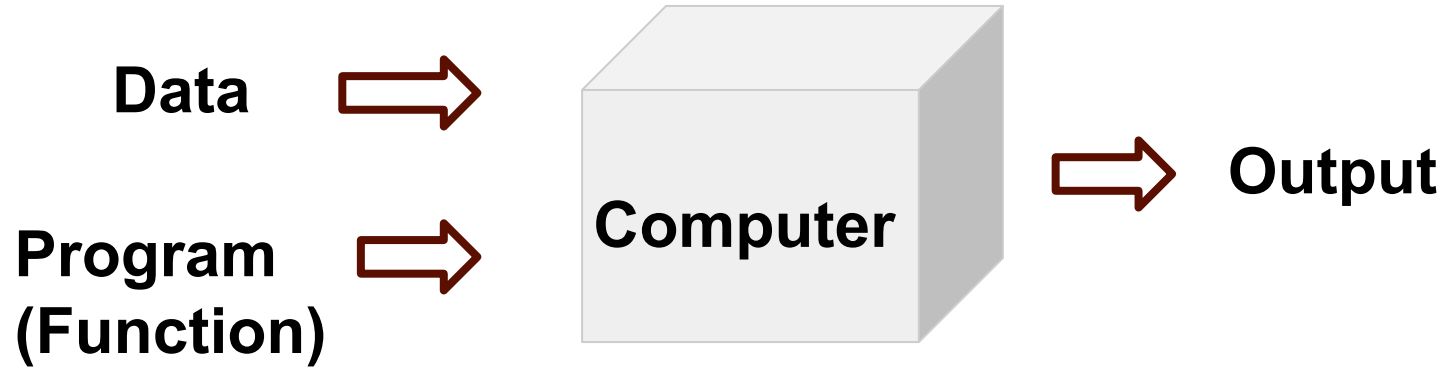 Data
Program
(Function)
Computer
Output